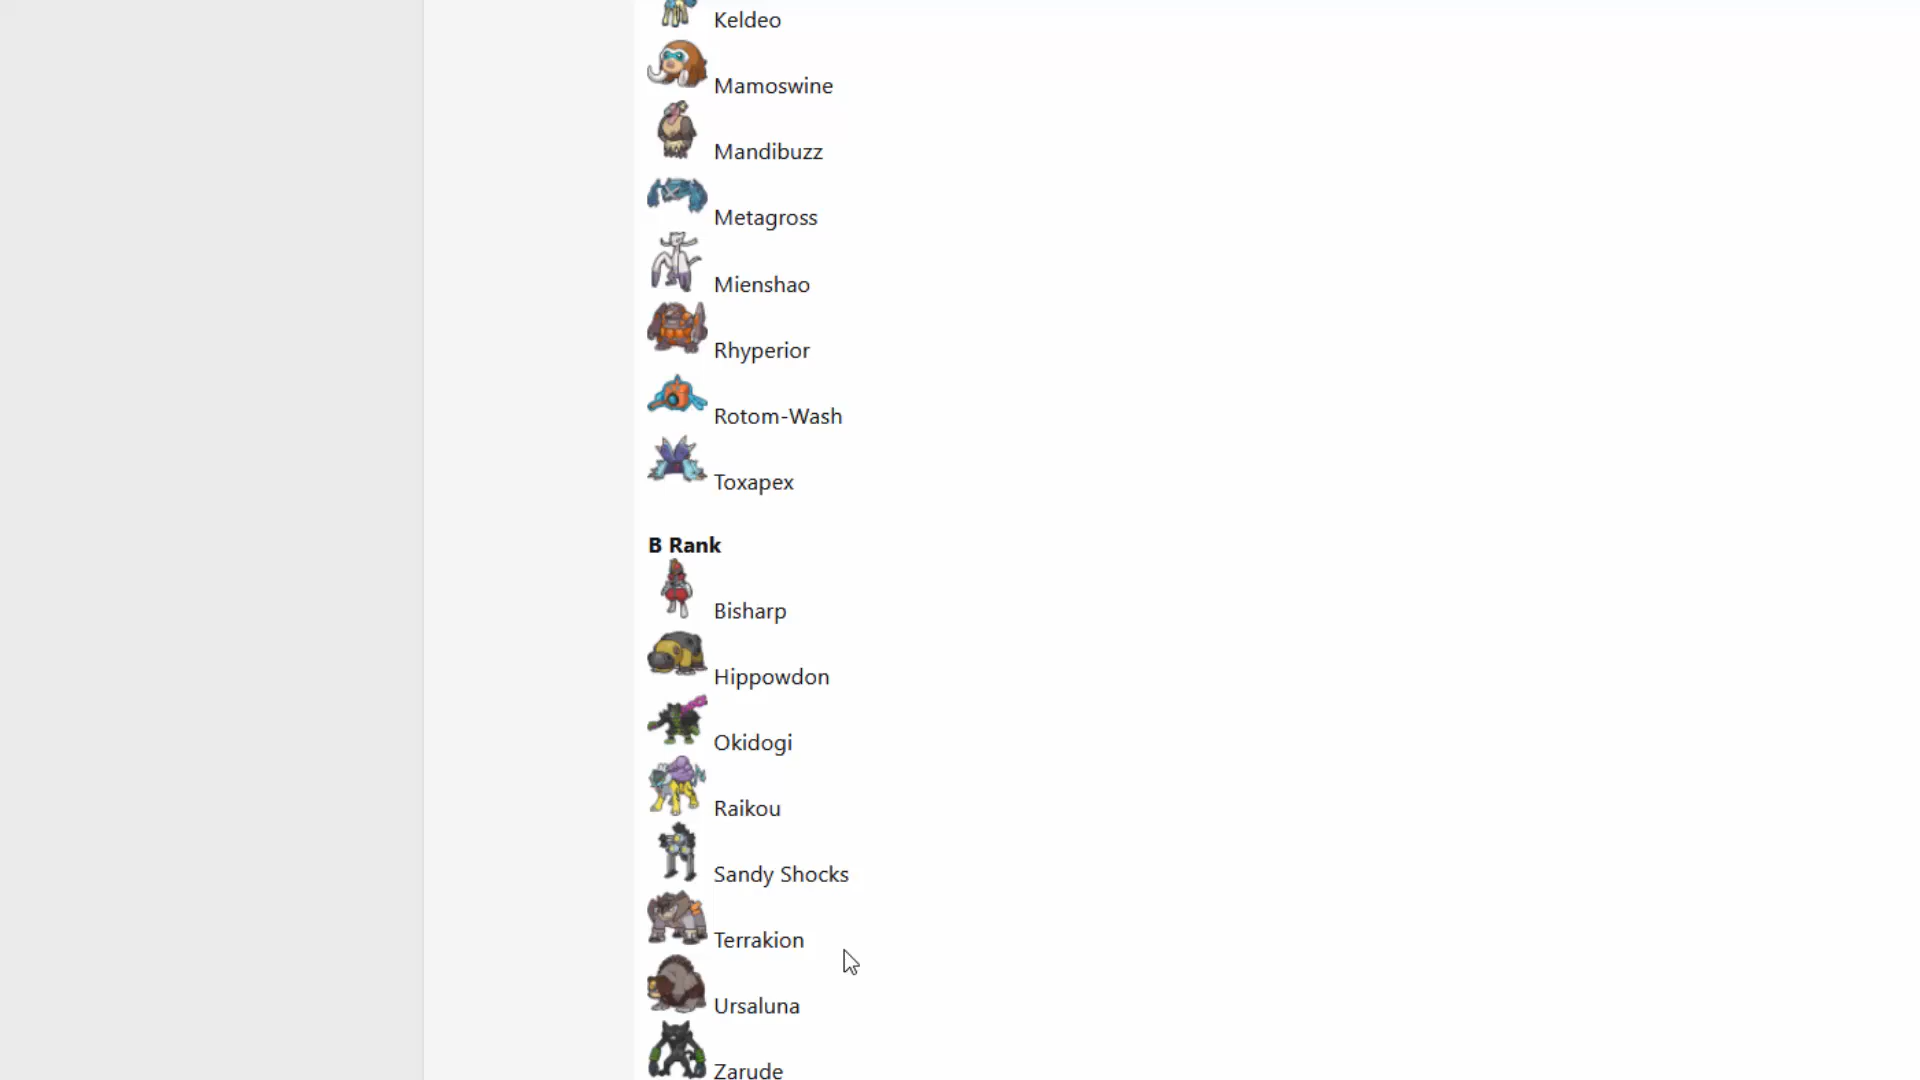 Keldeo
Mamoswine
Mandibuzz
Metagross
Mienshao
Rhyperior
Rotom-Wash
Toxapex
B Rank
Bisharp
Hippowdon
Okidogi
Raikou
Sandy Shocks
Terrakion
Ursaluna
Zarude